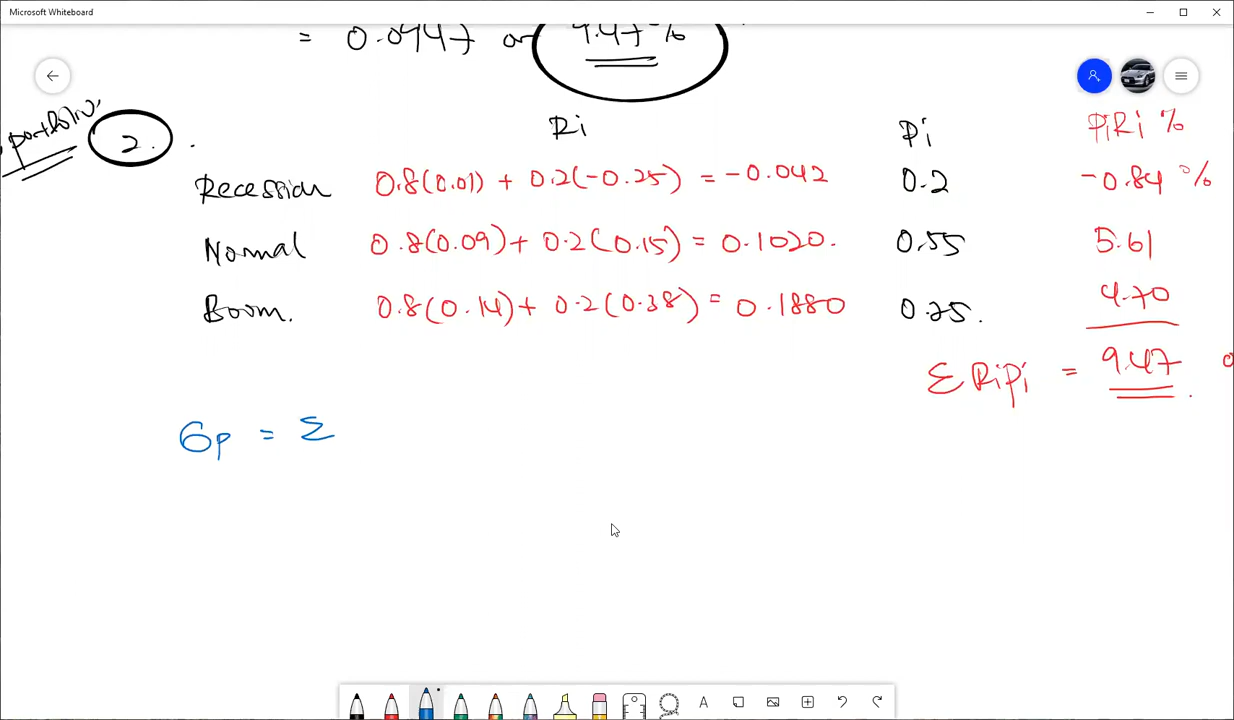 Microsoft Whiteboard
= 0.0947 or 9.47%
portfolio
2.
Ri Pi PiRi %
Recession 0.8(0.01) + 0.2(-0.25) = -0.042 0.2 -0.84 %
Normal 0.8(0.09) + 0.2(0.15) = 0.1020. 0.55 5.61
Boom. 0.8(0.14) + 0.2(0.38) = 0.1880 0.25. 4.70
Σ RiPi = 9.47
σp = Σ
A